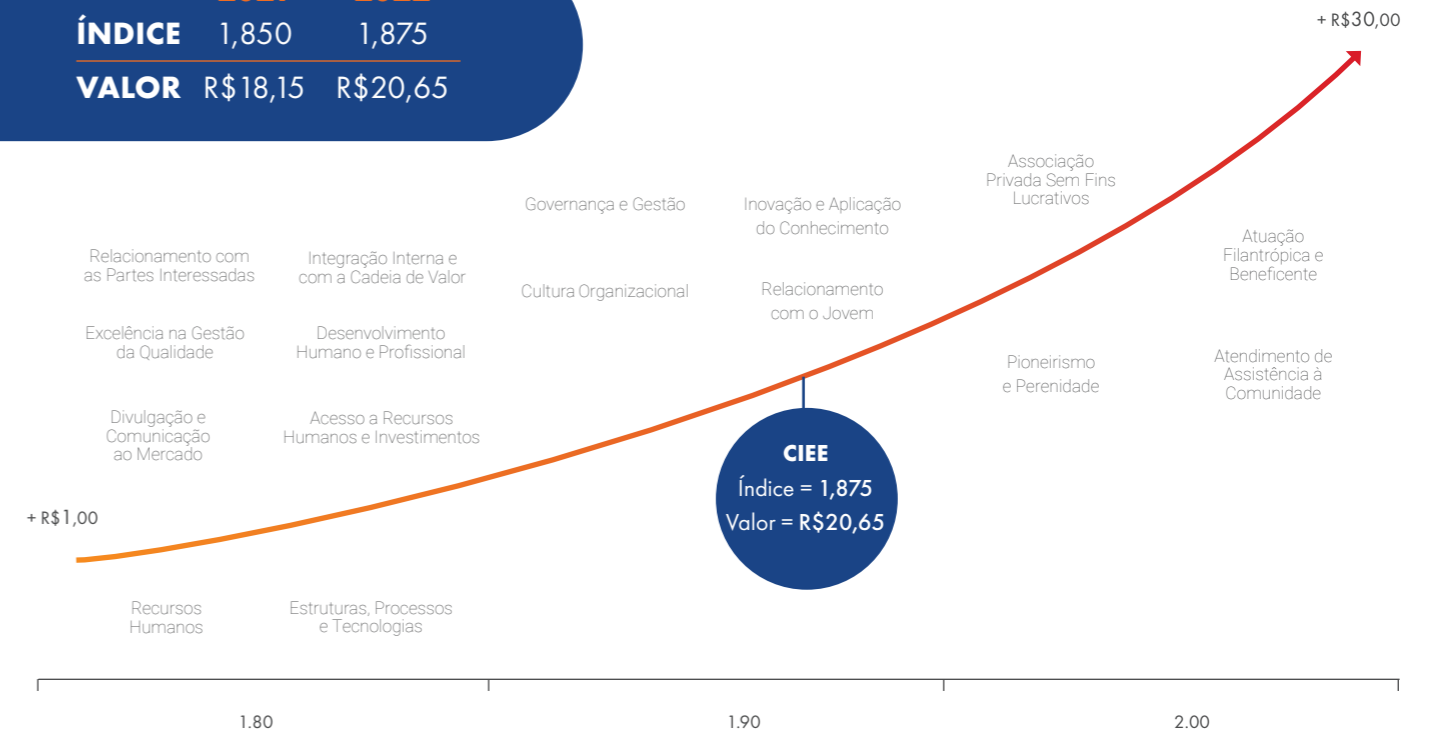 ÍNDICE 1,850 1,875
VALOR R$18,15 R$20,65
+ R$30,00
Associação
Privada Sem Fins
Lucrativos
Governança e Gestão
Inovação e Aplicação
do Conhecimento
Atuação
Filantrópica e
Beneficente
Relacionamento com
as Partes Interessadas
Integração Interna e
com a Cadeia de Valor
Cultura Organizacional
Relacionamento
com o Jovem
Excelência na Gestão
da Qualidade
Desenvolvimento
Humano e Profissional
Pioneirismo
e Perenidade
Atendimento de
Assistência à
Comunidade
Divulgação e
Comunicação
ao Mercado
Acesso a Recursos
Humanos e Investimentos
CIEE
Índice = 1,875
Valor = R$20,65
+ R$1,00
Recursos
Humanos
Estruturas, Processos
e Tecnologias
1.80 1.90 2.00